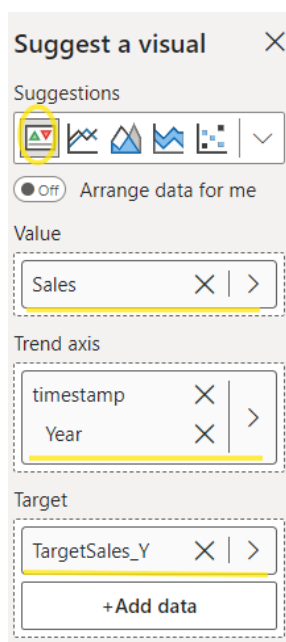 Suggest a visual
Suggestions
Off Arrange data for me
Value
Sales
Trend axis
timestamp
Year
Target
TargetSales_Y
+Add data